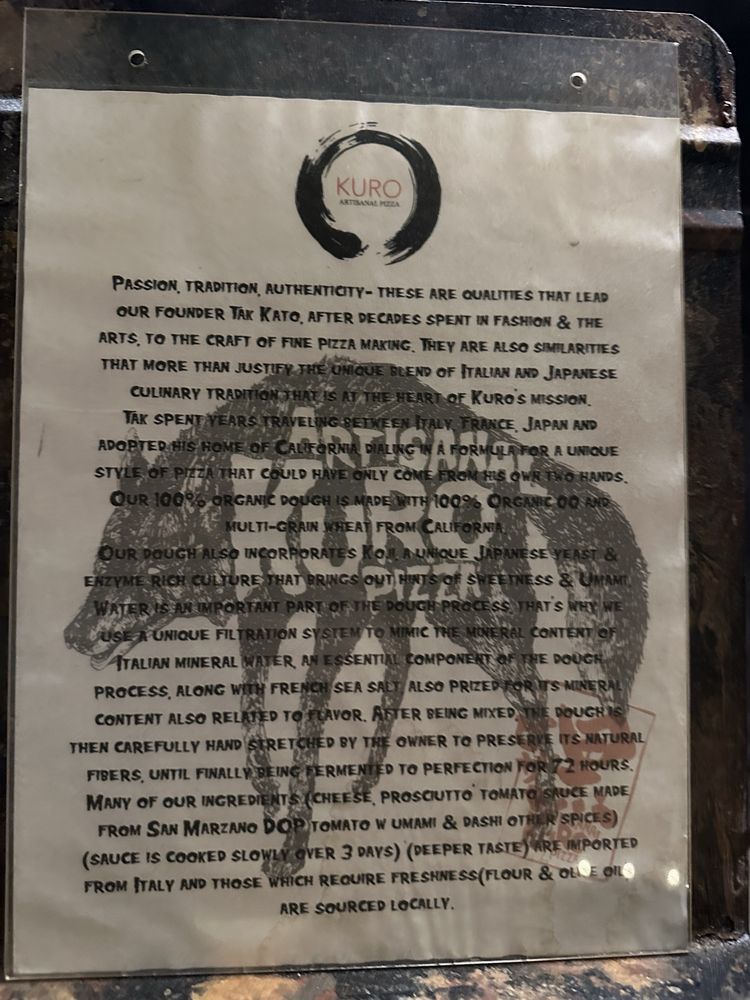 KURO
ARTISANAL PIZZA
PASSION, TRADITION, AUTHENTICITY- THESE ARE QUALITIES THAT LEAD
OUR FOUNDER TAK KATO, AFTER DECADES SPENT IN FASHION & THE
ARTS, TO THE CRAFT OF FINE PIZZA MAKING. THEY ARE ALSO SIMILARITIES
THAT MORE THAN JUSTIFY THE UNIQUE BLEND OF ITALIAN AND JAPANESE
CULINARY TRADITION THAT IS AT THE HEART OF KURO'S MISSION.
TAK SPENT YEARS TRAVELING BETWEEN ITALY, FRANCE, JAPAN AND
ADOPTED HIS HOME OF CALIFORNIA DIALING IN A FORMULA FOR A UNIQUE
STYLE OF PIZZA THAT COULD HAVE ONLY COME FROM HIS OWN TWO HANDS.
OUR 100% ORGANIC DOUGH IS MADE WITH 100% ORGANIC 00 AND
MULTI-GRAIN WHEAT FROM CALIFORNIA.
OUR DOUGH ALSO INCORPORATES KOJI, A UNIQUE JAPANESE YEAST &
ENZYME RICH CULTURE THAT BRINGS OUT HINTS OF SWEETNESS & UMAMI.
WATER IS AN IMPORTANT PART OF THE DOUGH PROCESS, THAT'S WHY WE
USE A UNIQUE FILTRATION SYSTEM TO MIMIC THE MINERAL CONTENT OF
ITALIAN MINERAL WATER, AN ESSENTIAL COMPONENT OF THE DOUGH
PROCESS, ALONG WITH FRENCH SEA SALT, ALSO PRIZED FOR ITS MINERAL
CONTENT ALSO RELATED TO FLAVOR. AFTER BEING MIXED, THE DOUGH IS
THEN CAREFULLY HAND STRETCHED BY THE OWNER TO PRESERVE ITS NATURAL
FIBERS, UNTIL FINALLY BEING FERMENTED TO PERFECTION FOR 72 HOURS.
MANY OF OUR INGREDIENTS (CHEESE, PROSCIUTTO' TOMATO SAUCE MADE
FROM SAN MARZANO DOP TOMATO W UMAMI & DASHI OTHER SPICES)
(SAUCE IS COOKED SLOWLY OVER 3 DAYS) (DEEPER TASTE) ARE IMPORTED
FROM ITALY AND THOSE WHICH REQUIRE FRESHNESS(FLOUR & OLIVE OIL)
ARE SOURCED LOCALLY.
ARTISANAL
KURO
PIZZA